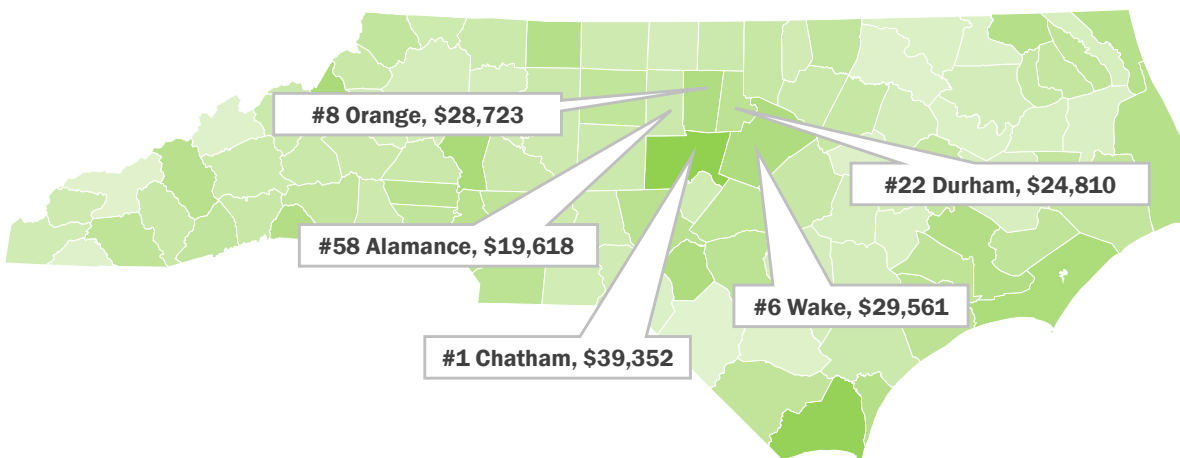 #8 Orange, $28,723
#22 Durham, $24,810
#58 Alamance, $19,618
#6 Wake, $29,561
#1 Chatham, $39,352